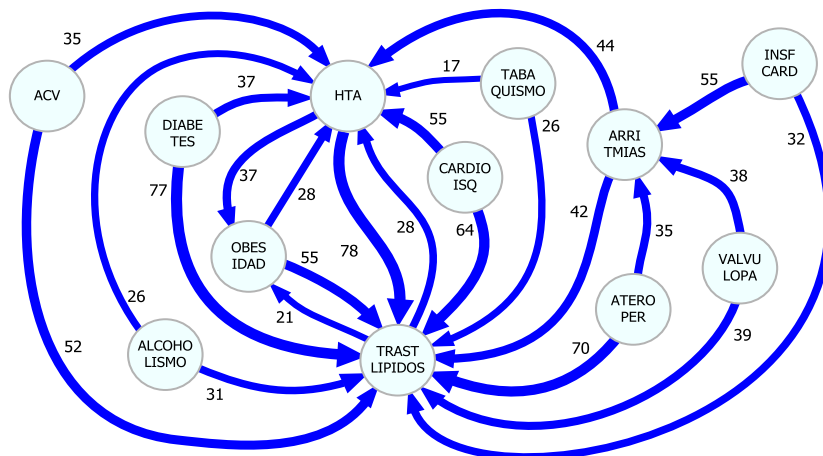 35
44
INSF
CARD
17
TABA
QUISMO
55
ACV
HTA
37
DIABE
TES
55
26
ARRI
TMIAS
32
CARDIO
ISQ
38
37
77
28
42
64
35
28
OBES
IDAD
78
55
VALVU
LOPA
26
21
ATERO
PER
ALCOHO
LISMO
52
TRAST
LIPIDOS
70
39
31